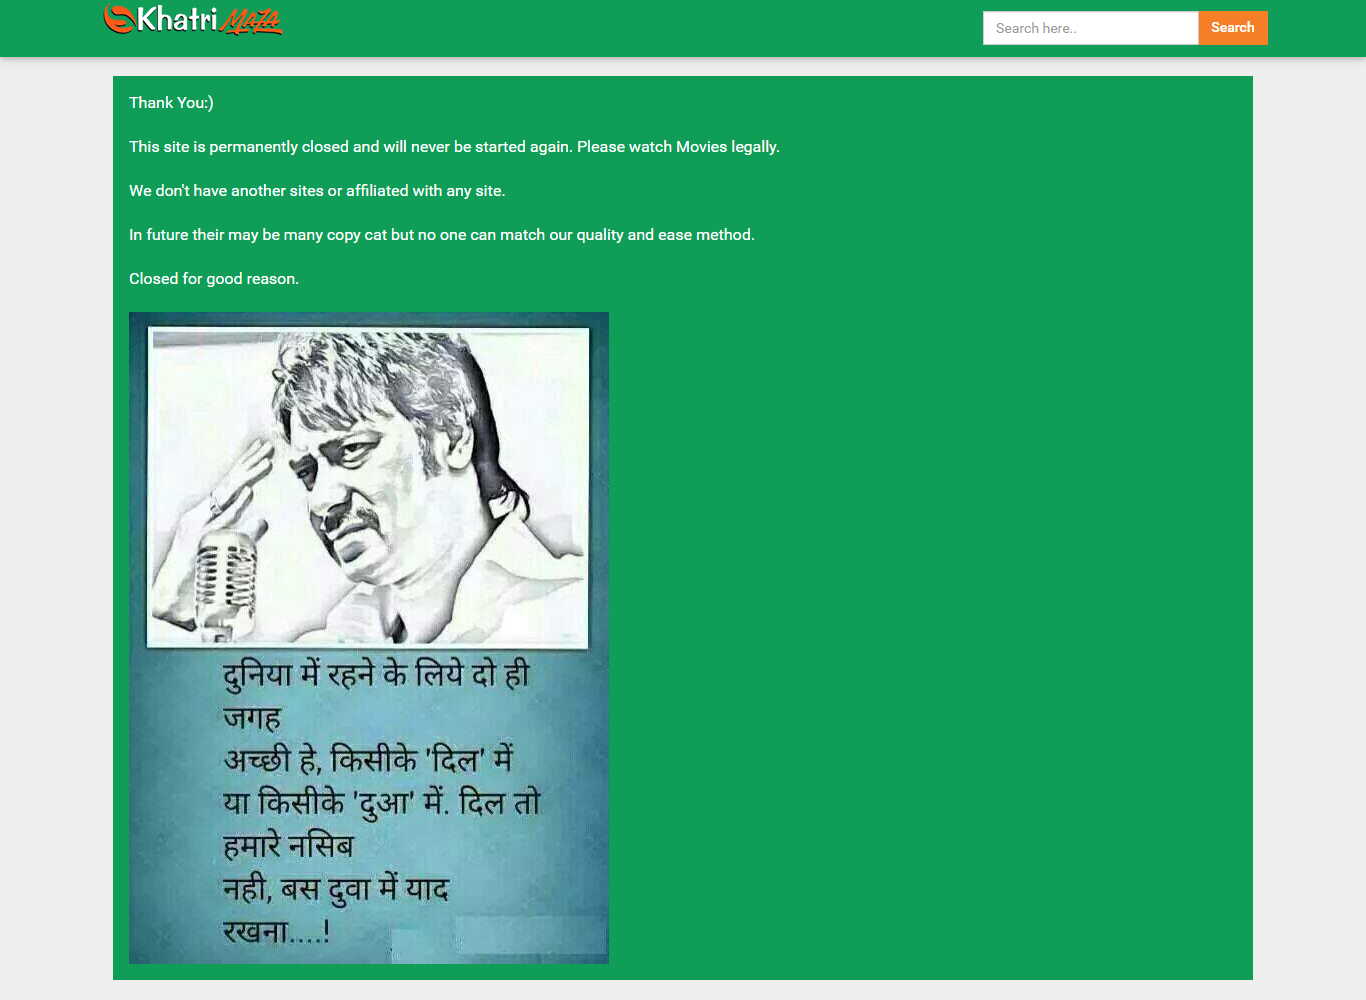 Khatri Maza
Search here..
Search
Thank You:)
This site is permanently closed and will never be started again. Please watch Movies legally.
We don't have another sites or affiliated with any site.
In future their may be many copy cat but no one can match our quality and ease method.
Closed for good reason.
दुनिया में रहने के लिये दो ही
जगह
अच्छी हे, किसीके 'दिल' में
या किसीके 'दुआ' में. दिल तो
हमारे नसिब
नही, बस दुवा में याद
रखना....!